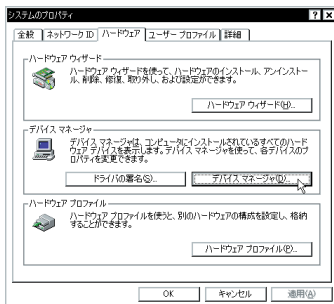 システムのプロパティ
全般 ネットワーク ID ハードウェア ユーザー プロファイル 詳細
ハードウェア ウィザード
ハードウェア ウィザードを使って、ハードウェアのインストール、アンインストー
ル、削除、修復、取り外し、および設定ができます。
ハードウェア ウィザード(H)...
デバイス マネージャ
デバイス マネージャは、コンピュータにインストールされているすべてのハード
ウェア デバイスを表示します。デバイス マネージャを使って、各デバイスのプ
ロパティを変更できます。
ドライバの署名(S)...
デバイス マネージャ(D)...
ハードウェア プロファイル
ハードウェア プロファイルを使うと、別のハードウェアの構成を設定し、格納
することができます。
ハードウェア プロファイル(P)...
OK キャンセル 適用(A)